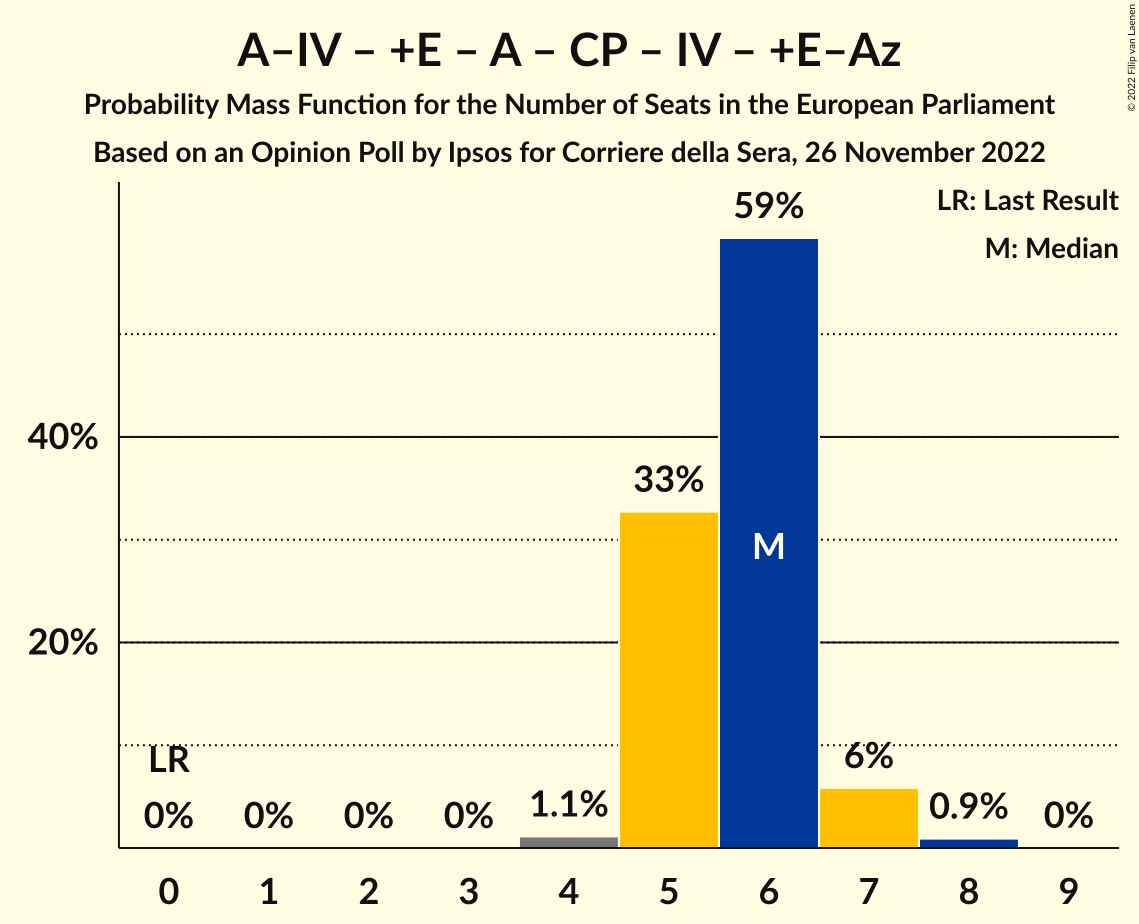 A–IV – +E – A – CP – IV – +E–Az
Probability Mass Function for the Number of Seats in the European Parliament
Based on an Opinion Poll by Ipsos for Corriere della Sera, 26 November 2022
© 2022 Filip van Laenen
LR: Last Result
M: Median
59%
40%
33%
M
20%
LR
6%
0% 0% 0% 0% 1.1% 0.9% 0%
0 1 2 3 4 5 6 7 8 9